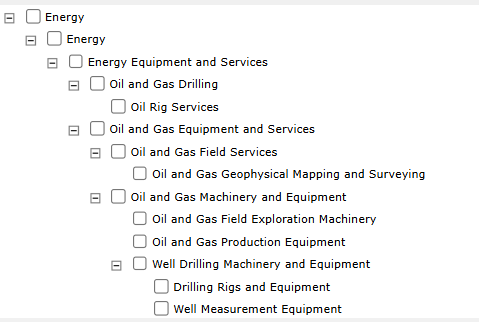 Energy
Energy
Energy Equipment and Services
Oil and Gas Drilling
Oil Rig Services
Oil and Gas Equipment and Services
Oil and Gas Field Services
Oil and Gas Geophysical Mapping and Surveying
Oil and Gas Machinery and Equipment
Oil and Gas Field Exploration Machinery
Oil and Gas Production Equipment
Well Drilling Machinery and Equipment
Drilling Rigs and Equipment
Well Measurement Equipment